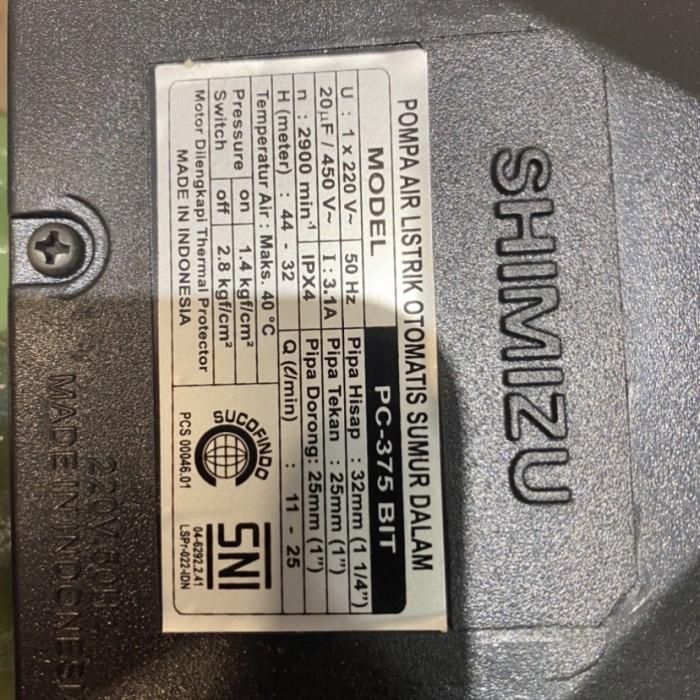 SHIMIZU
POMPA AIR LISTRIK OTOMATIS SUMUR DALAM
MODEL PC-375 BIT
U : 1 x 220 V~ 50 Hz Pipa Hisap : 32mm (1 1/4")
20µF / 450 V~ I : 3.1A Pipa Tekan : 25mm (1")
n : 2900 min⁻¹ IPX4 Pipa Dorong: 25mm (1")
H (meter) : 44 - 32 Q (ℓ/min) : 11 - 25
Temperatur Air : Maks. 40 °C
Pressure on 1.4 kgf/cm²
Switch off 2.8 kgf/cm²
Motor Dilengkapi Thermal Protector
MADE IN INDONESIA
SUCOFINDO
PCS 00046.01
SNI
04-6292.2.41
LSPr-022-IDN
220V
MADE IN INDONESI